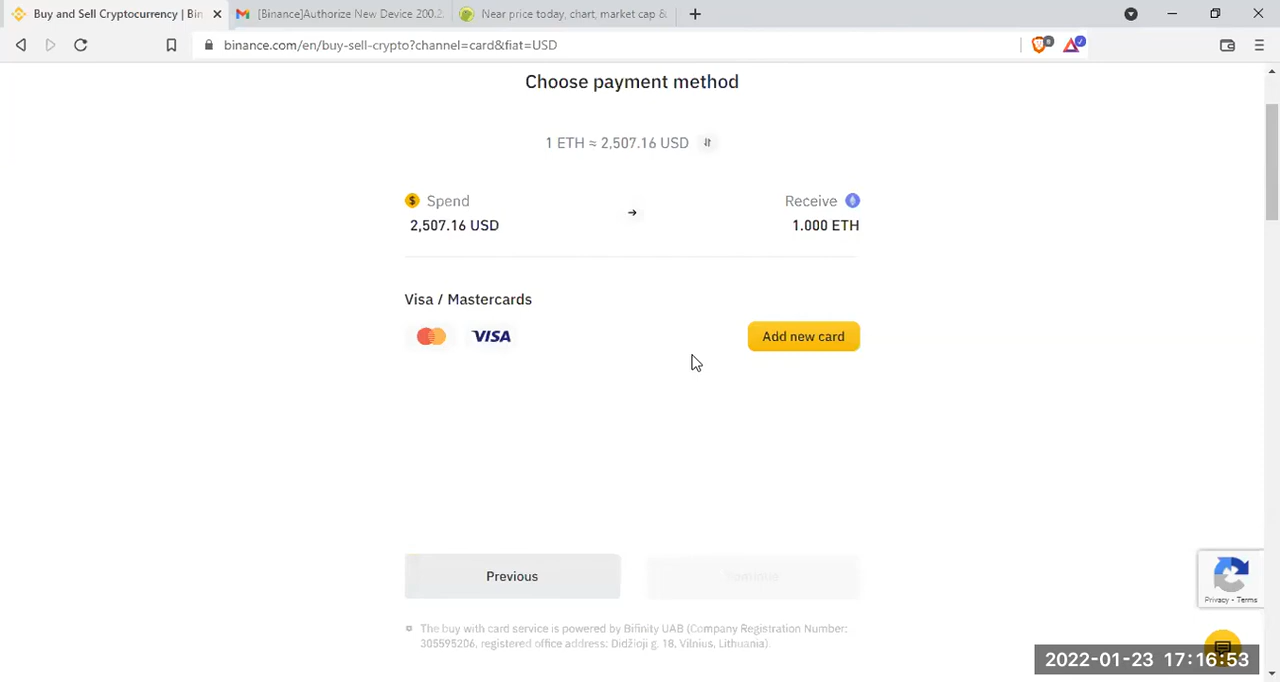 Buy and Sell Cryptocurrency | Bin
[Binance]Authorize New Device 200.2
Near price today, chart, market cap &
binance.com/en/buy-sell-crypto?channel=card&fiat=USD
Choose payment method
1 ETH ≈ 2,507.16 USD
Spend
Receive
2,507.16 USD
1.000 ETH
Visa / Mastercards
VISA
Add new card
Previous
Continue
The buy with card service is powered by Bifinity UAB (Company Registration Number:
305595206, registered office address: Didžioji g. 18, Vilnius, Lithuania).
Privacy - Terms
2022-01-23 17:16:53